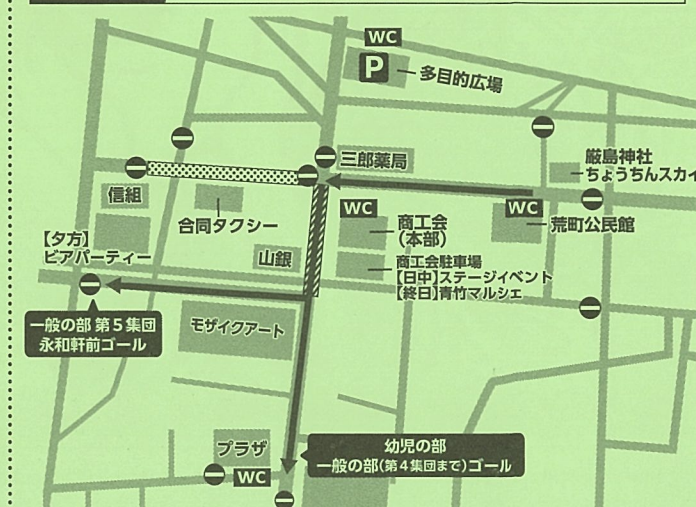 WC
P
多目的広場
三郎薬局
厳島神社
ちょうちんスカイ
信組
合同タクシー
WC
WC
商工会
(本部)
荒町公民館
【夕方】
ビアパーティー
山銀
商工会駐車場
【日中】ステージイベント
【終日】青竹マルシェ
一般の部 第5集団
永和軒前ゴール
モザイクアート
プラザ
WC
幼児の部
一般の部(第4集団まで)ゴール